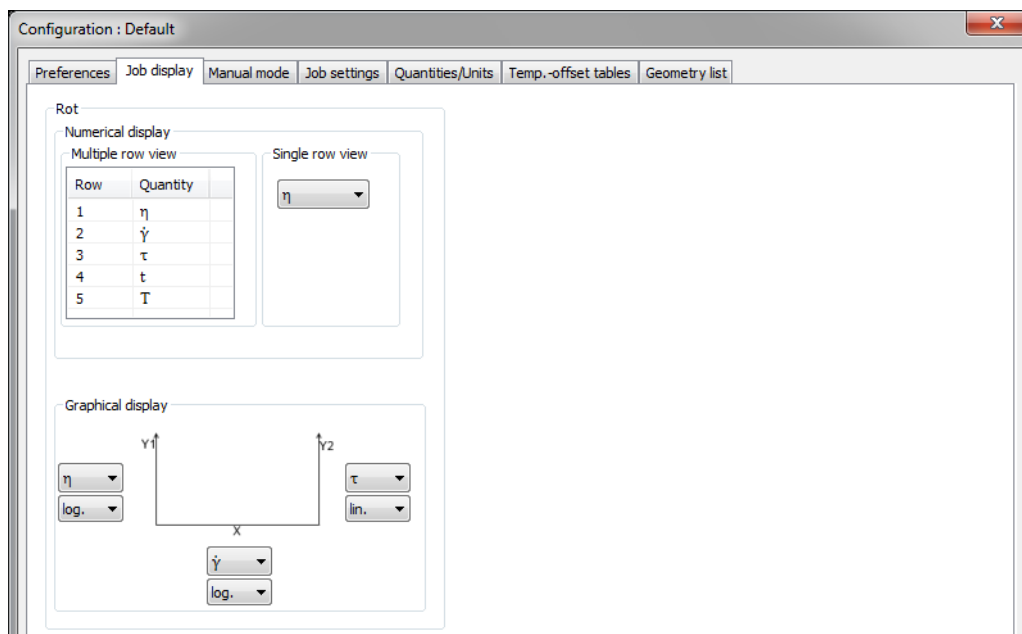 Configuration : Default
x
Preferences Job display Manual mode Job settings Quantities/Units Temp.-offset tables Geometry list
Rot
Numerical display
Multiple row view
Row Quantity
1 η
2 γ̇
3 τ
4 t
5 T
Single row view
η
Graphical display
Y1 Y2
η τ
log. lin.
X
γ̇
log.